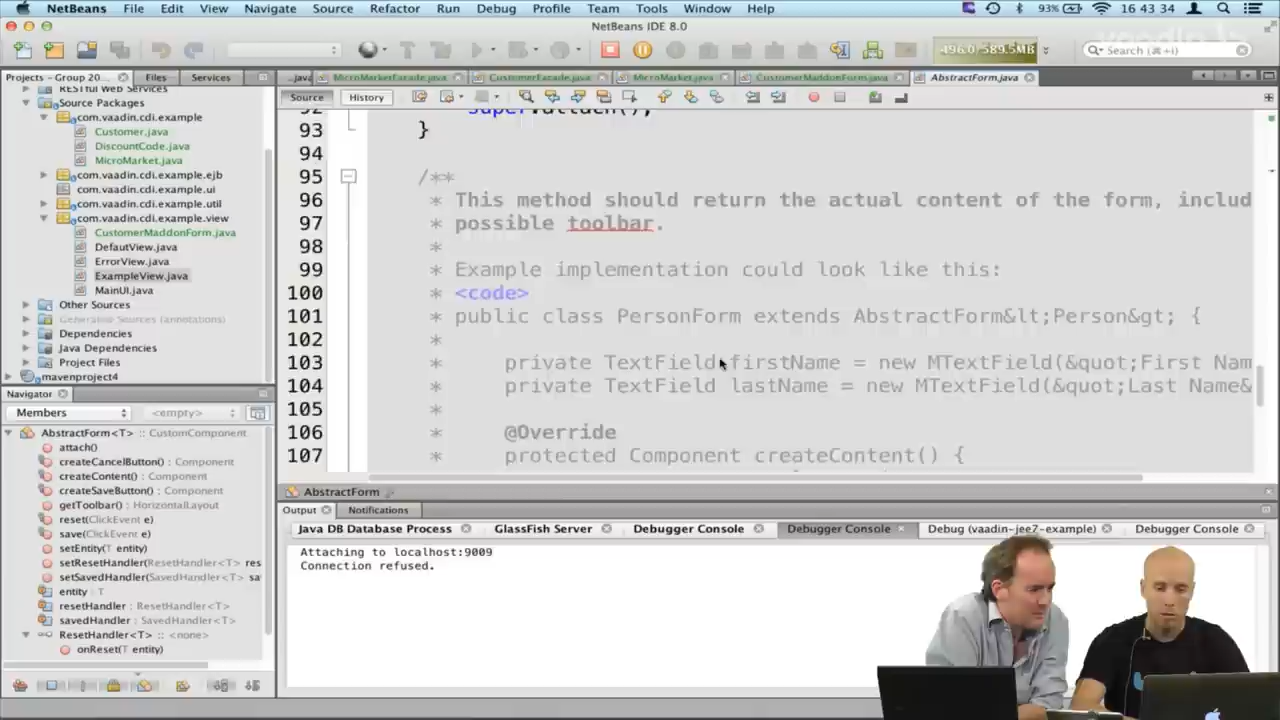 NetBeans File Edit View Navigate Source Refactor Run Debug Profile Team Tools Window Help 93% 16 43 34
NetBeans IDE 8.0
496.0/589.5MB
Search (⌘+I)
Projects – Group 20...
Files
Services
...java
MicroMarketFacade.java
CustomerFacade.java
MicroMarket.java
CustomerMaddonForm.java
AbstractForm.java
Source
History
RESTful Web Services
Source Packages
com.vaadin.cdi.example
Customer.java
DiscountCode.java
MicroMarket.java
com.vaadin.cdi.example.ejb
com.vaadin.cdi.example.ui
com.vaadin.cdi.example.util
com.vaadin.cdi.example.view
CustomerMaddonForm.java
DefautView.java
ErrorView.java
ExampleView.java
MainUI.java
Other Sources
Generated Sources (annotations)
Dependencies
Java Dependencies
Project Files
mavenproject4
Navigator
Members
<empty>
AbstractForm<T> :: CustomComponent
attach()
createCancelButton() : Component
createContent() : Component
createSaveButton() : Component
getToolbar() : HorizontalLayout
reset(ClickEvent e)
save(ClickEvent e)
setEntity(T entity)
setResetHandler(ResetHandler<T> res
setSavedHandler(SavedHandler<T> sa
entity : T
resetHandler : ResetHandler<T>
savedHandler : SavedHandler<T>
ResetHandler<T> :: <none>
onReset(T entity)
92 super.attach();
93 }
94
95 /**
96 * This method should return the actual content of the form, includ
97 * possible toolbar.
98 *
99 * Example implementation could look like this:
100 * <code>
101 * public class PersonForm extends AbstractForm&lt;Person&gt; {
102 *
103 * private TextField firstName = new MTextField(&quot;First Nam
104 * private TextField lastName = new MTextField(&quot;Last Name&
105 *
106 * @Override
107 * protected Component createContent() {
AbstractForm
Output
Notifications
Java DB Database Process
GlassFish Server
Debugger Console
Debugger Console
Debug (vaadin-jee7-example)
Debugger Console
Attaching to localhost:9009
Connection refused.